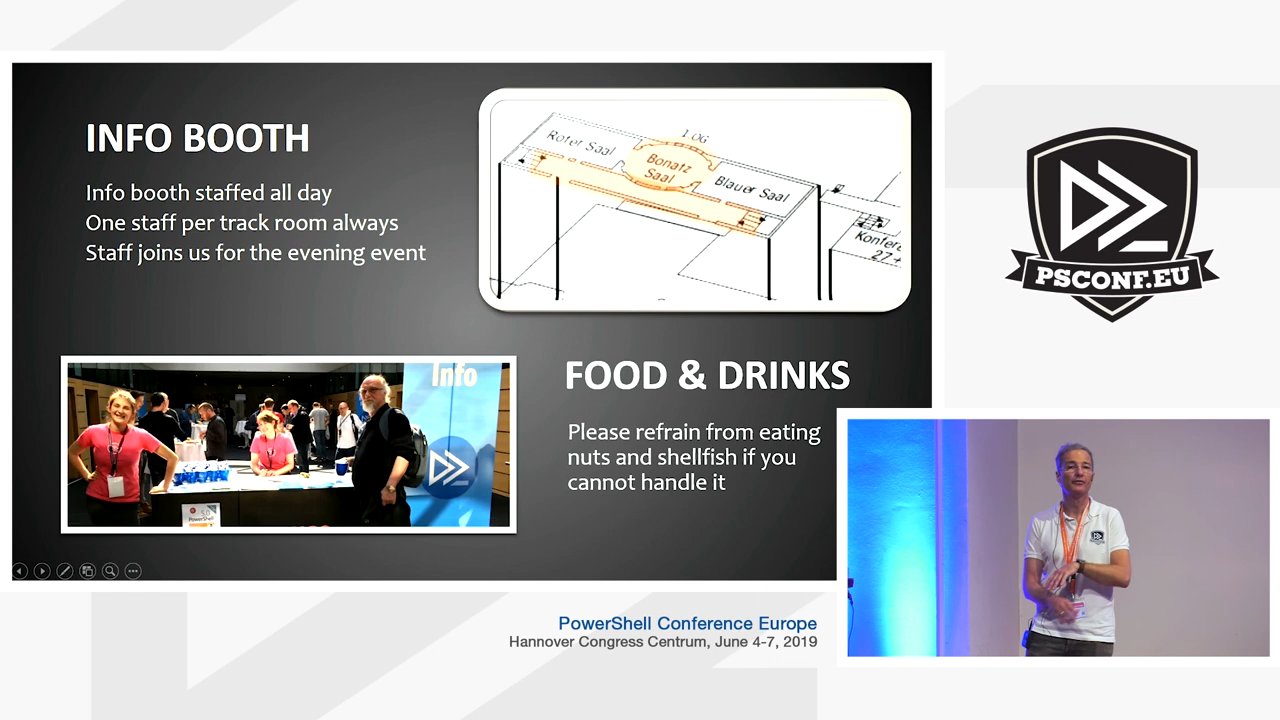 INFO BOOTH
Info booth staffed all day
One staff per track room always
Staff joins us for the evening event
1.OG
Roter Saal
Bonatz
Saal
Blauer Saal
Konfere
27.+
Info
5.0
PowerShell
FOOD & DRINKS
Please refrain from eating
nuts and shellfish if you
cannot handle it
PSCONF.EU
PowerShell Conference Europe
Hannover Congress Centrum, June 4-7, 2019